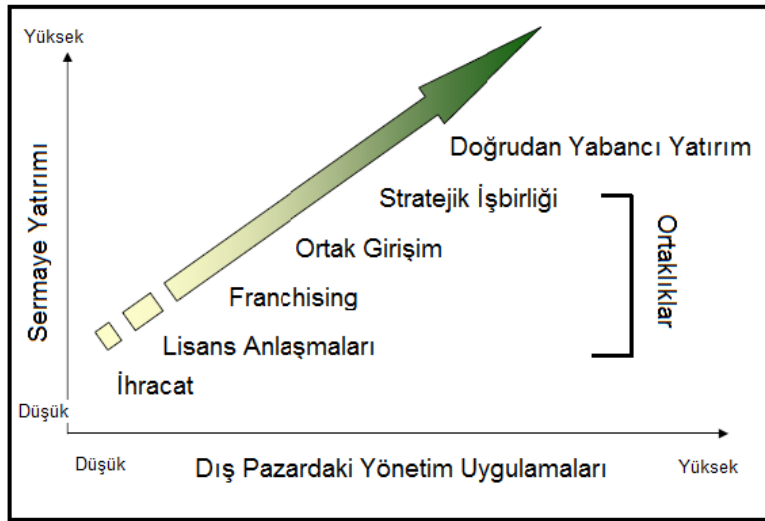 Yüksek
Sermaye Yatırımı
Doğrudan Yabancı Yatırım
Stratejik İşbirliği
Ortak Girişim
Franchising
Lisans Anlaşmaları
İhracat
Ortaklıklar
Düşük
Düşük
Dış Pazardaki Yönetim Uygulamaları
Yüksek